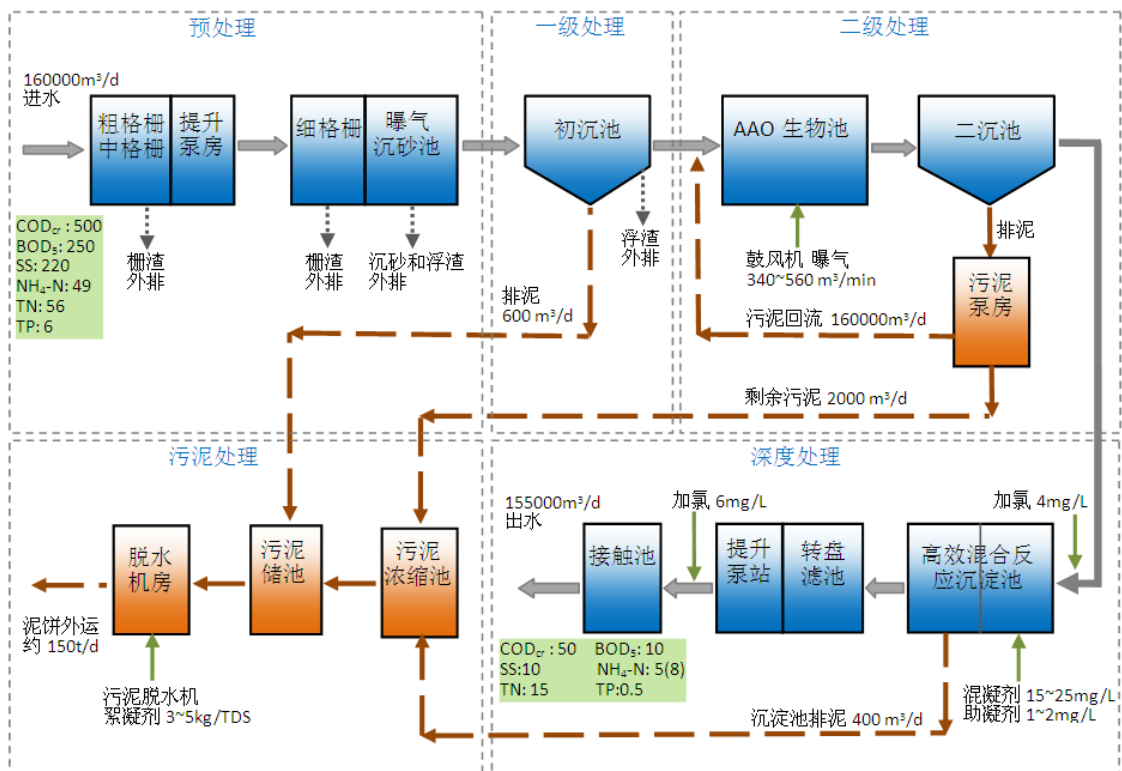 预处理
160000m³/d
进水
粗格栅
中格栅
提升
泵房
细格栅
曝气
沉砂池
COD꜀ᵣ : 500
BOD₅: 250
SS: 220
NH₄-N: 49
TN: 56
TP: 6
栅渣
外排
栅渣
外排
沉砂和浮渣
外排
一级处理
初沉池
浮渣
外排
排泥
600 m³/d
二级处理
AAO 生物池
二沉池
鼓风机 曝气
340~560 m³/min
排泥
污泥
泵房
污泥回流 160000m³/d
剩余污泥 2000 m³/d
污泥处理
脱水
机房
污泥
储池
污泥
浓缩池
泥饼外运
约 150t/d
污泥脱水机
絮凝剂 3~5kg/TDS
深度处理
155000m³/d
出水
加氯 6mg/L
加氯 4mg/L
接触池
提升
泵站
转盘
滤池
高效混合反
应沉淀池
COD꜀ᵣ : 50 BOD₅: 10
SS:10 NH₄-N: 5(8)
TN: 15 TP:0.5
混凝剂 15~25mg/L
助凝剂 1~2mg/L
沉淀池排泥 400 m³/d